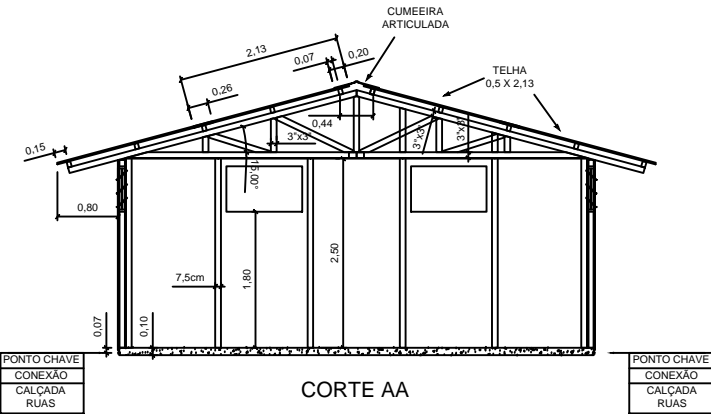 CUMEEIRA
ARTICULADA
2,13
0,07
0,20
TELHA
0,5 X 2,13
0,26
0,44
3"x3"
3"x3"
3"x3"
0,15
15,00°
0,80
2,50
1,80
7,5cm
0,07
0,10
PONTO CHAVE
CONEXÃO
CALÇADA
RUAS
CORTE AA
PONTO CHAVE
CONEXÃO
CALÇADA
RUAS